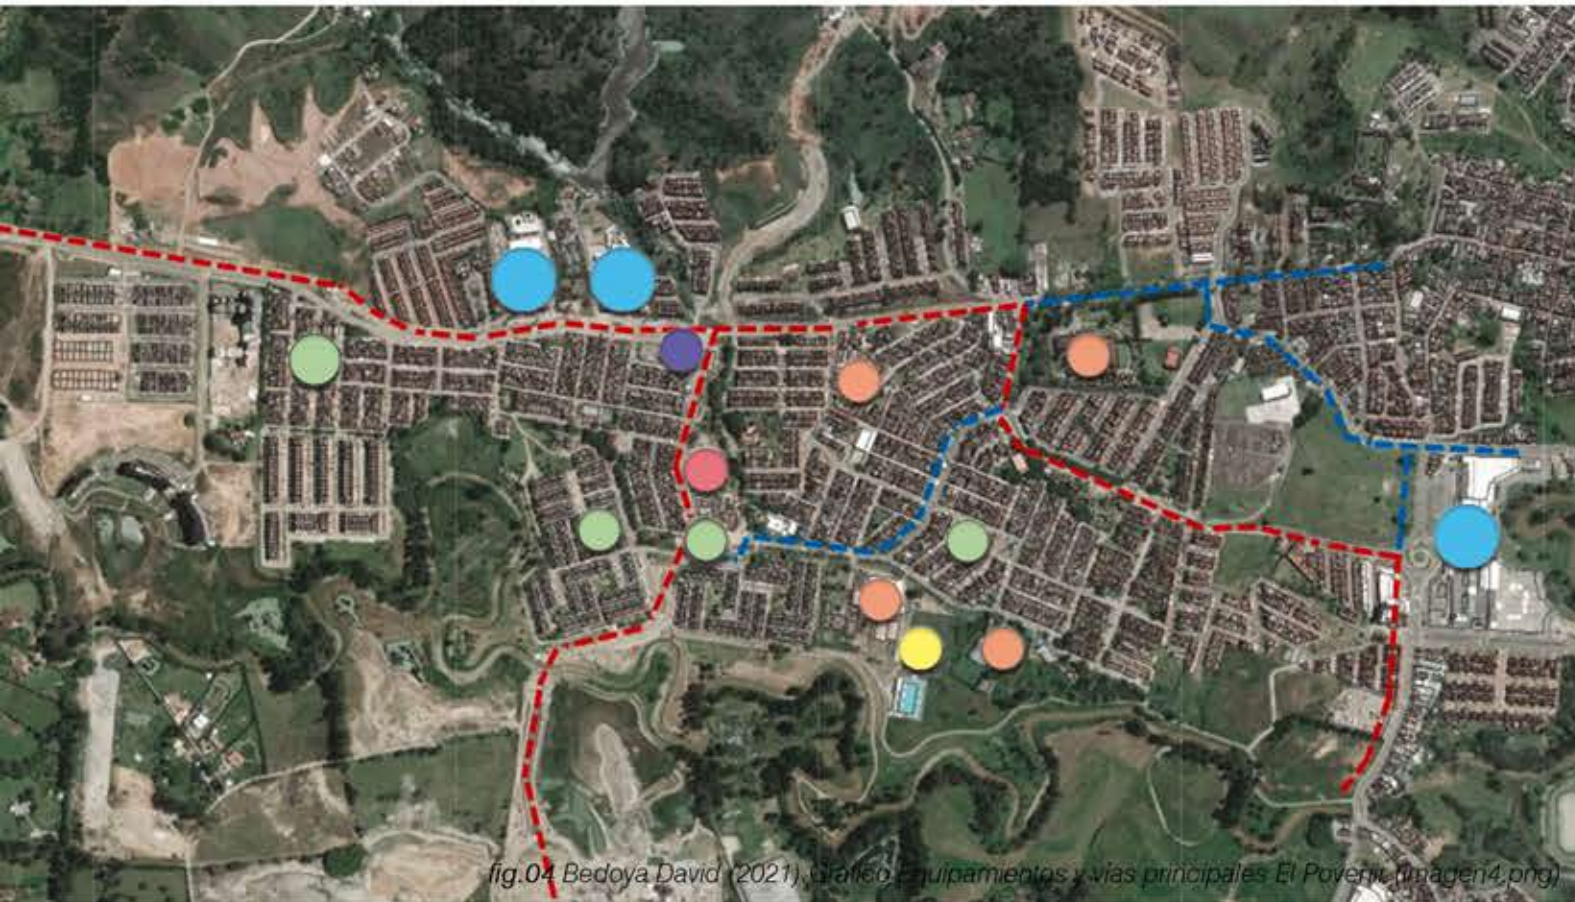 fig.04 Bedoya David (2021), Gráfico Equipamientos y vías principales El Povenir, (imagen4.png)